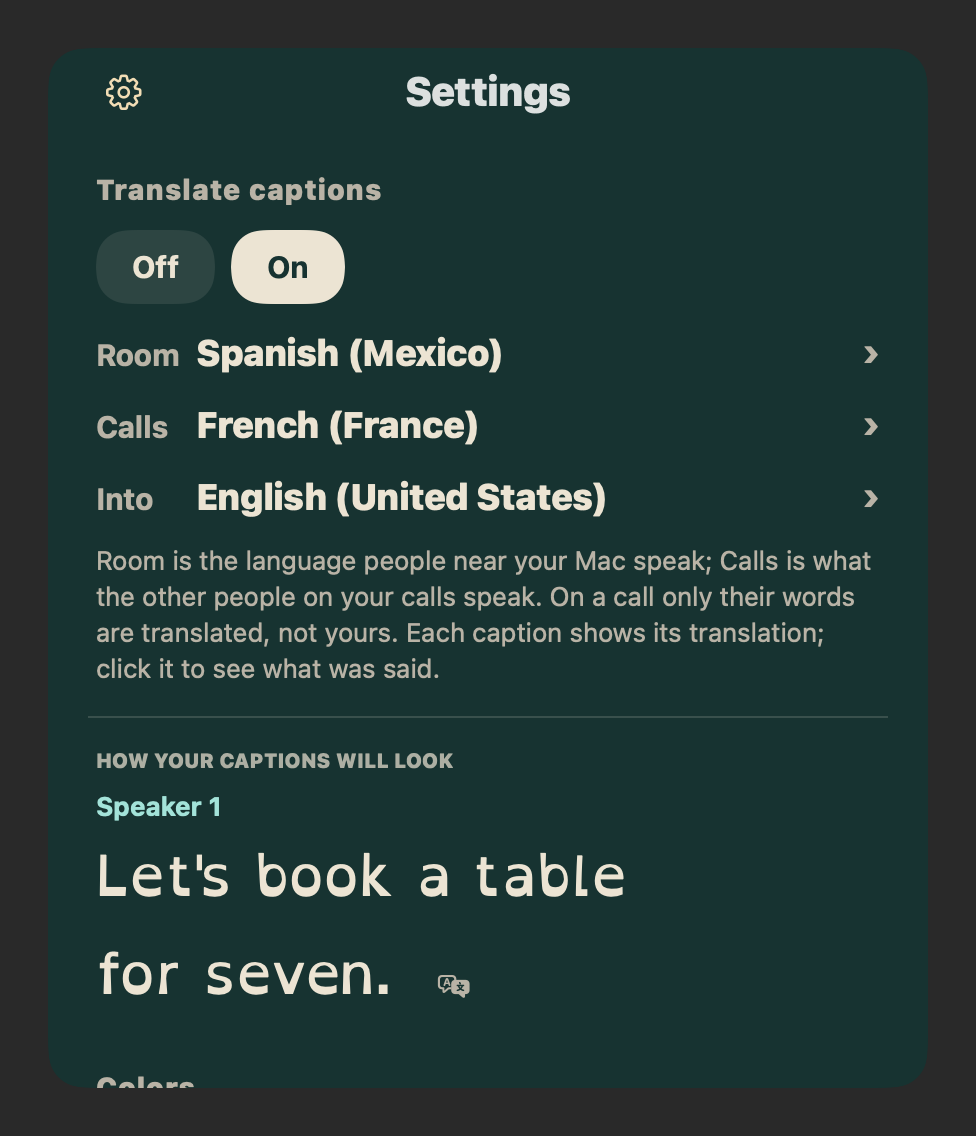 Settings
Translate captions
Off On
Room Spanish (Mexico) ›
Calls French (France) ›
Into English (United States) ›
Room is the language people near your Mac speak; Calls is what
the other people on your calls speak. On a call only their words
are translated, not yours. Each caption shows its translation;
click it to see what was said.
HOW YOUR CAPTIONS WILL LOOK
Speaker 1
Let's book a table
for seven.
Colors